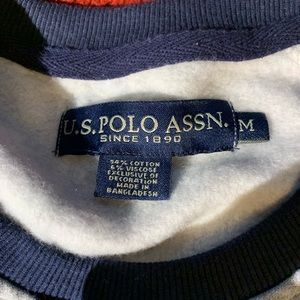 U.S. POLO ASSN.
SINCE 1890
M
94% COTTON
6% VISCOSE
EXCLUSIVE OF
DECORATION
MADE IN
BANGLADESH